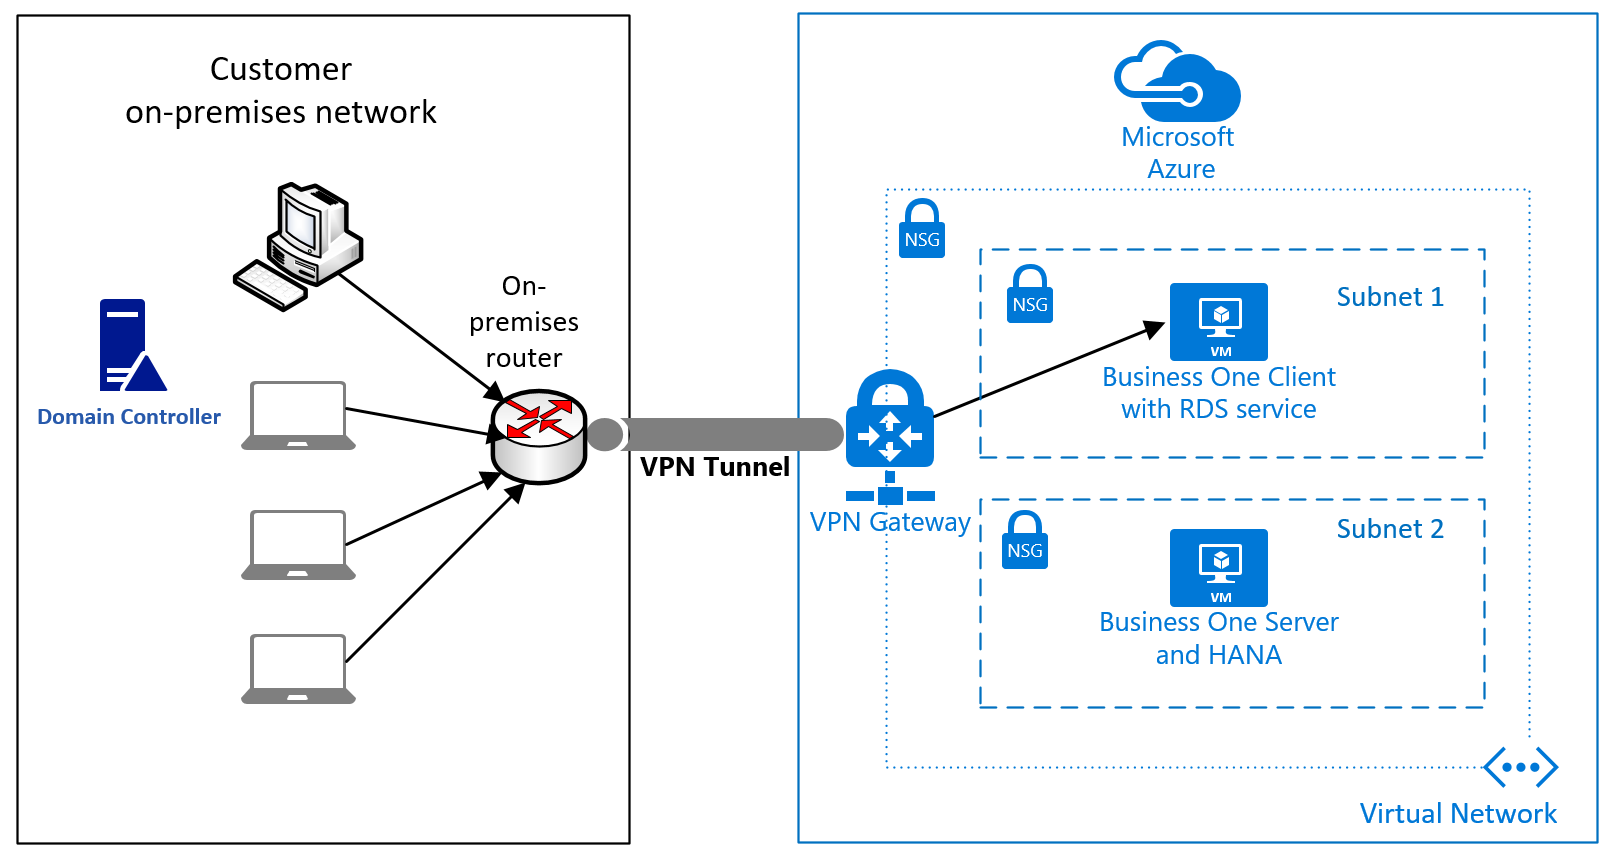 Customer
on-premises network
On-
premises
router
Domain Controller
VPN Tunnel
Microsoft
Azure
NSG
NSG
Subnet 1
VM
Business One Client
with RDS service
VPN Gateway
NSG
Subnet 2
VM
Business One Server
and HANA
Virtual Network